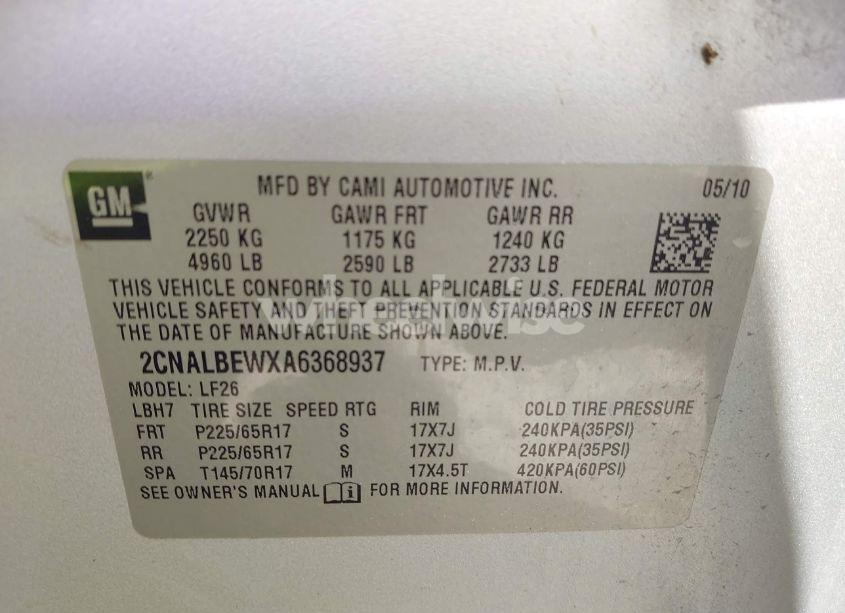 GM
MFD BY CAMI AUTOMOTIVE INC. 05/10
GVWR GAWR FRT GAWR RR
2250 KG 1175 KG 1240 KG
4960 LB 2590 LB 2733 LB
THIS VEHICLE CONFORMS TO ALL APPLICABLE U.S. FEDERAL MOTOR
VEHICLE SAFETY AND THEFT PREVENTION STANDARDS IN EFFECT ON
THE DATE OF MANUFACTURE SHOWN ABOVE.
2CNALBEWXA6368937 TYPE: M.P.V.
MODEL: LF26
LBH7 TIRE SIZE SPEED RTG RIM COLD TIRE PRESSURE
FRT P225/65R17 S 17X7J 240KPA(35PSI)
RR P225/65R17 S 17X7J 240KPA(35PSI)
SPA T145/70R17 M 17X4.5T 420KPA(60PSI)
SEE OWNER'S MANUAL i FOR MORE INFORMATION.